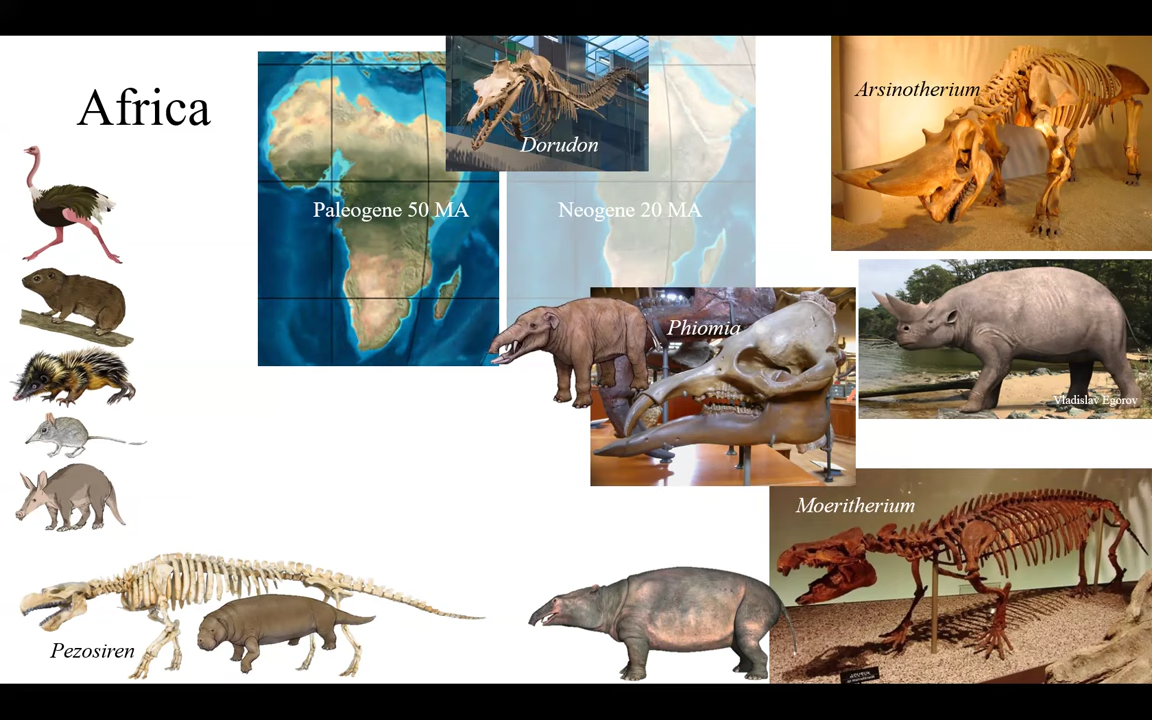 Africa
Dorudon
Arsinotherium
Paleogene 50 MA
Neogene 20 MA
Phiomia
Vladislav Egorov
Moeritherium
Pezosiren